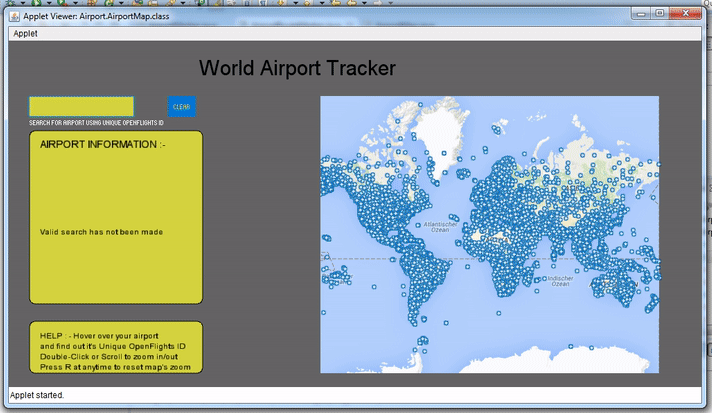 Applet Viewer: Airport.AirportMap.class
Applet
World Airport Tracker
CLEAR
SEARCH FOR AIRPORT USING UNIQUE OPENFLIGHTS ID
AIRPORT INFORMATION :-
Valid search has not been made
Atlantischer
Ozean
Indischer
Ozean
HELP : - Hover over your airport
and find out it's Unique OpenFlights ID
Double-Click or Scroll to zoom in/out
Press R at anytime to reset map's zoom
Applet started.